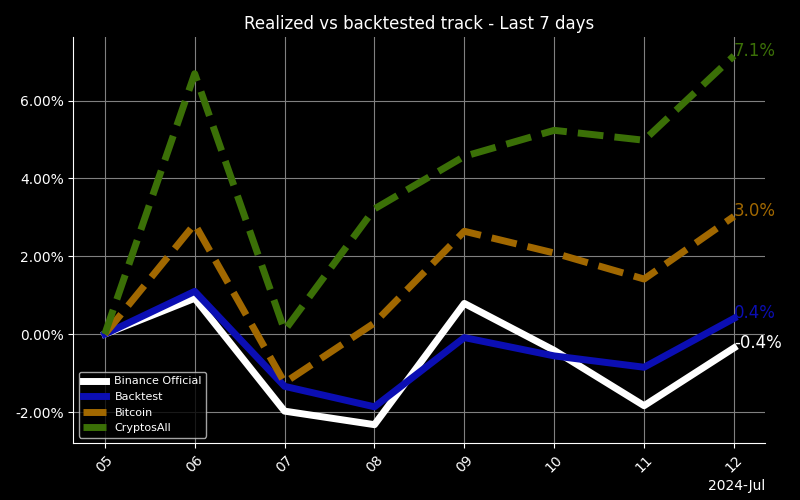 Realized vs backtested track - Last 7 days
7.1%
6.00%
4.00%
3.0%
2.00%
0.4%
0.00%
-0.4%
-2.00%
Binance Official
Backtest
Bitcoin
CryptosAll
05 06 07 08 09 10 11 12
2024-Jul